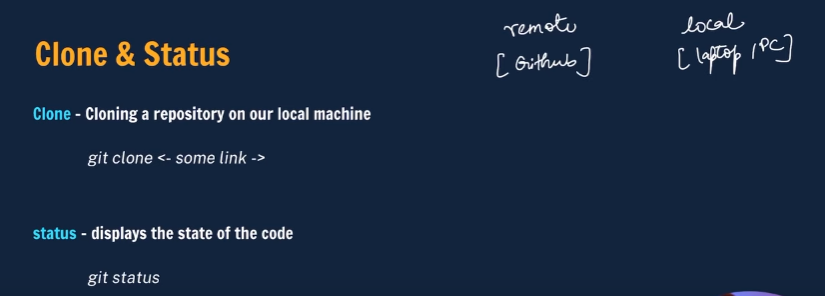 remote
local
[Github]
[laptop / PC]
Clone & Status
Clone - Cloning a repository on our local machine
git clone <- some link ->
status - displays the state of the code
git status